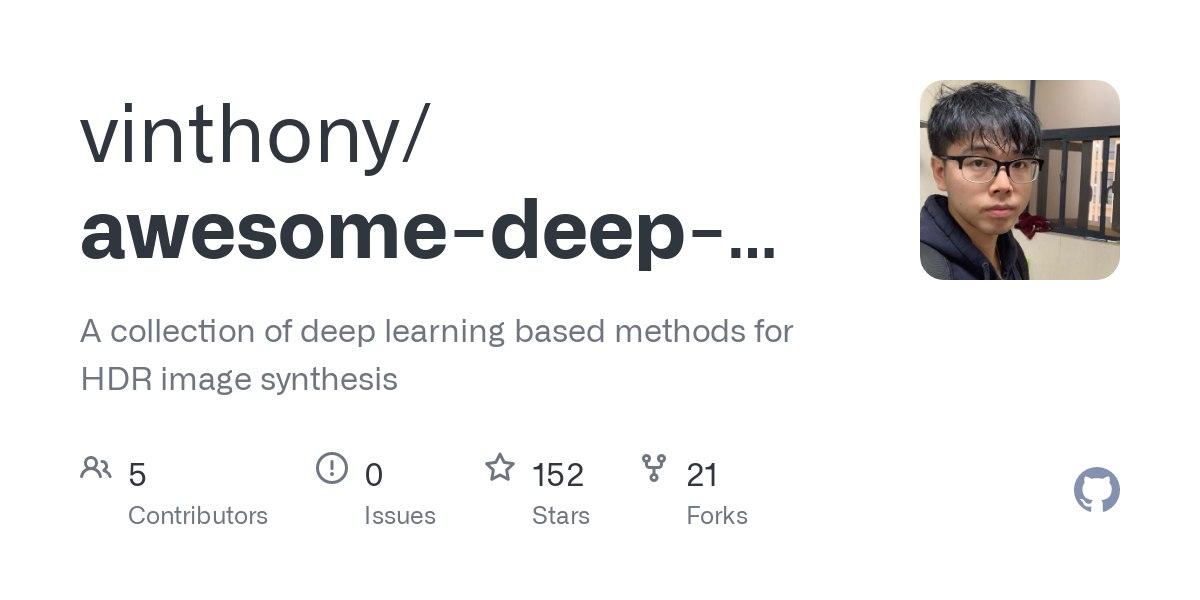 vinthony/
awesome-deep-...
A collection of deep learning based methods for
HDR image synthesis
5 0 152 21
Contributors Issues Stars Forks